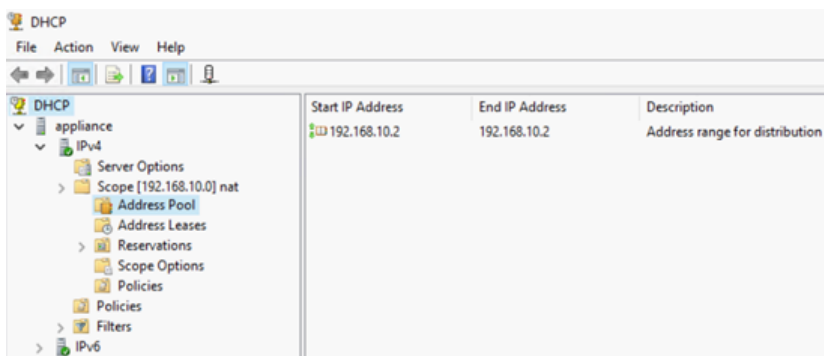 DHCP
File Action View Help
DHCP
appliance
IPv4
Server Options
Scope [192.168.10.0] nat
Address Pool
Address Leases
Reservations
Scope Options
Policies
Policies
Filters
IPv6
Start IP Address End IP Address Description
192.168.10.2 192.168.10.2 Address range for distribution